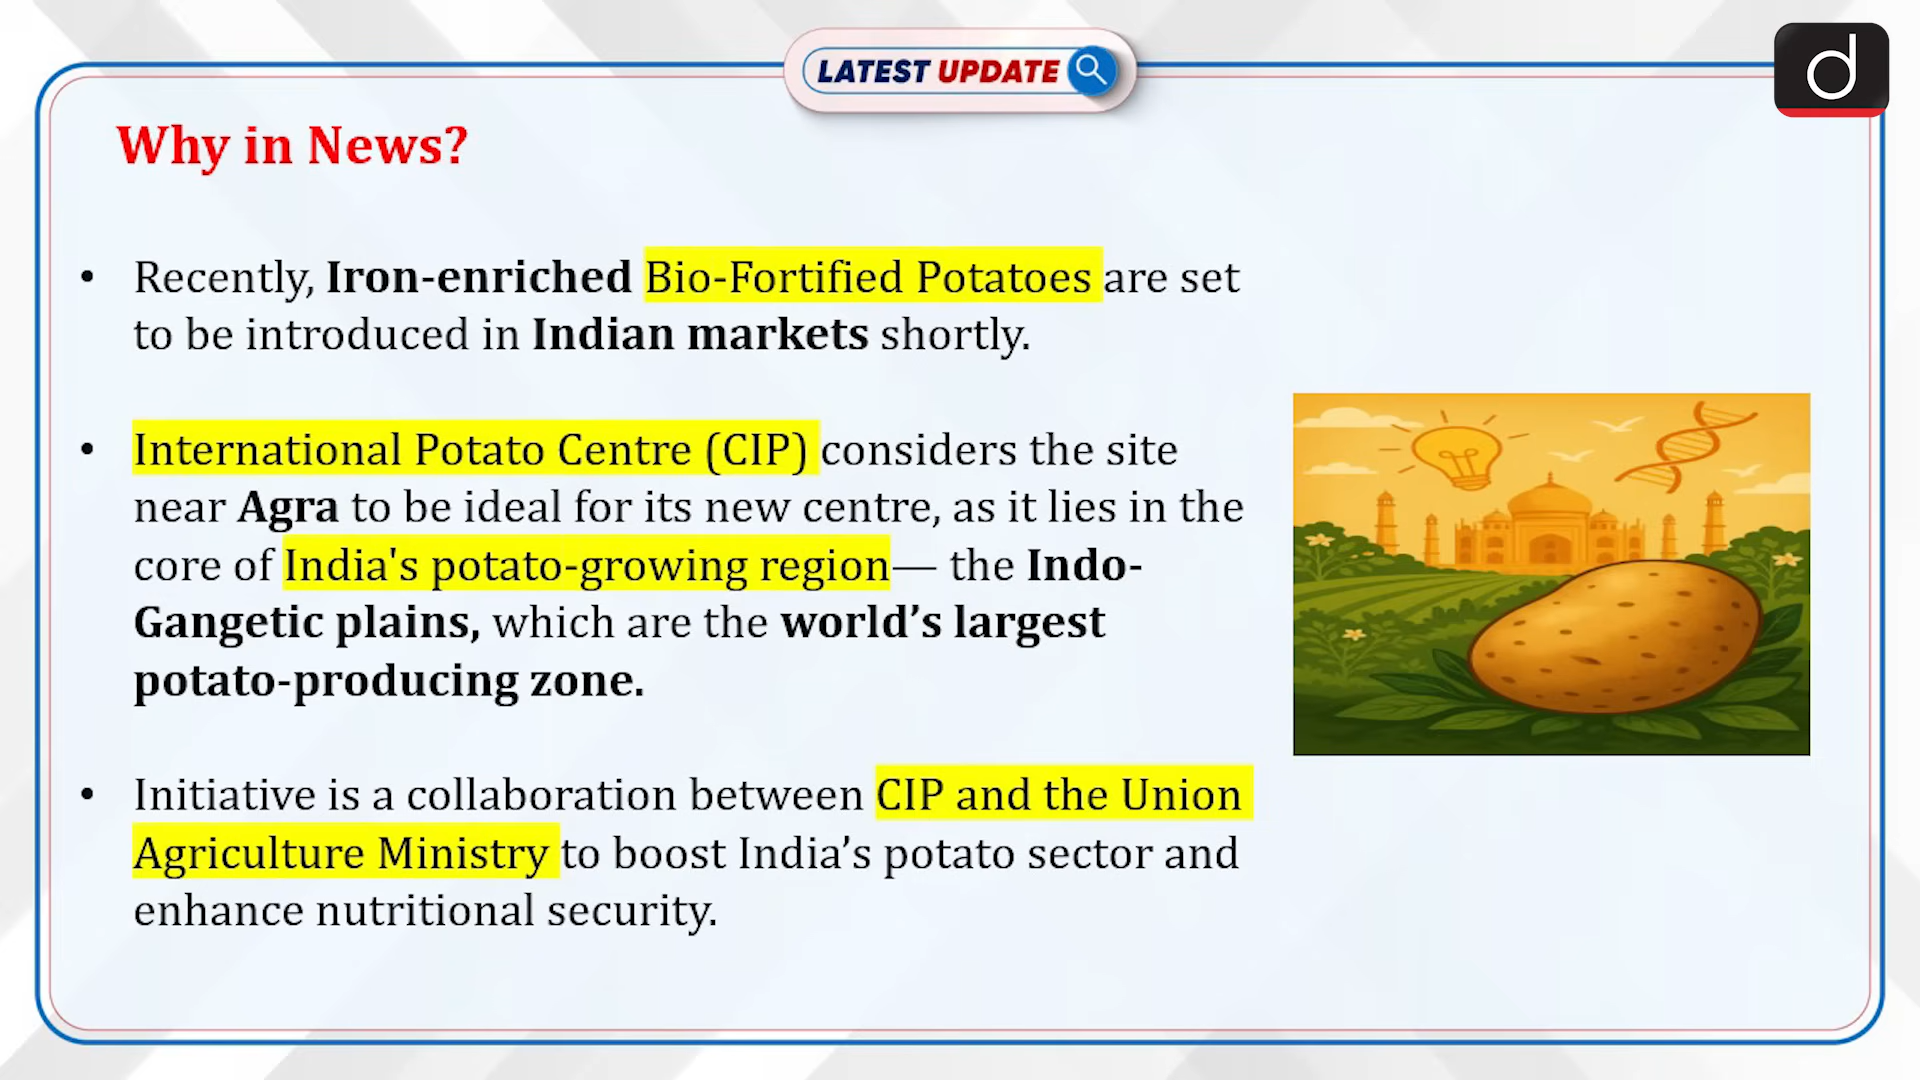 LATEST UPDATE
d
Why in News?
• Recently, Iron-enriched Bio-Fortified Potatoes are set
to be introduced in Indian markets shortly.
• International Potato Centre (CIP) considers the site
near Agra to be ideal for its new centre, as it lies in the
core of India's potato-growing region— the Indo-
Gangetic plains, which are the world’s largest
potato-producing zone.
• Initiative is a collaboration between CIP and the Union
Agriculture Ministry to boost India’s potato sector and
enhance nutritional security.